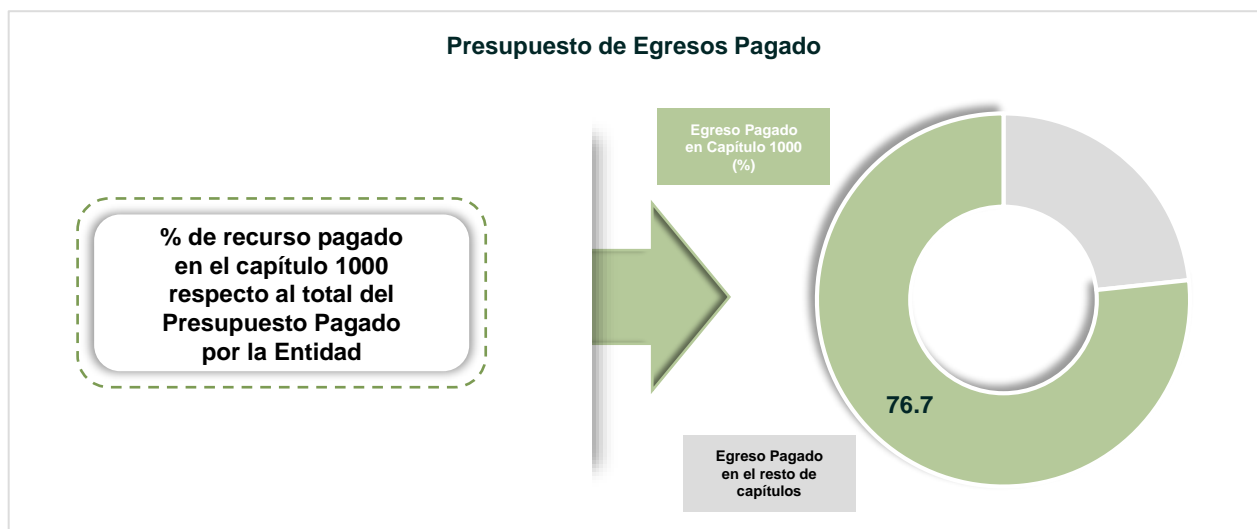 Presupuesto de Egresos Pagado
% de recurso pagado
en el capítulo 1000
respecto al total del
Presupuesto Pagado
por la Entidad
Egreso Pagado
en Capítulo 1000
(%)
76.7
Egreso Pagado
en el resto de
capítulos